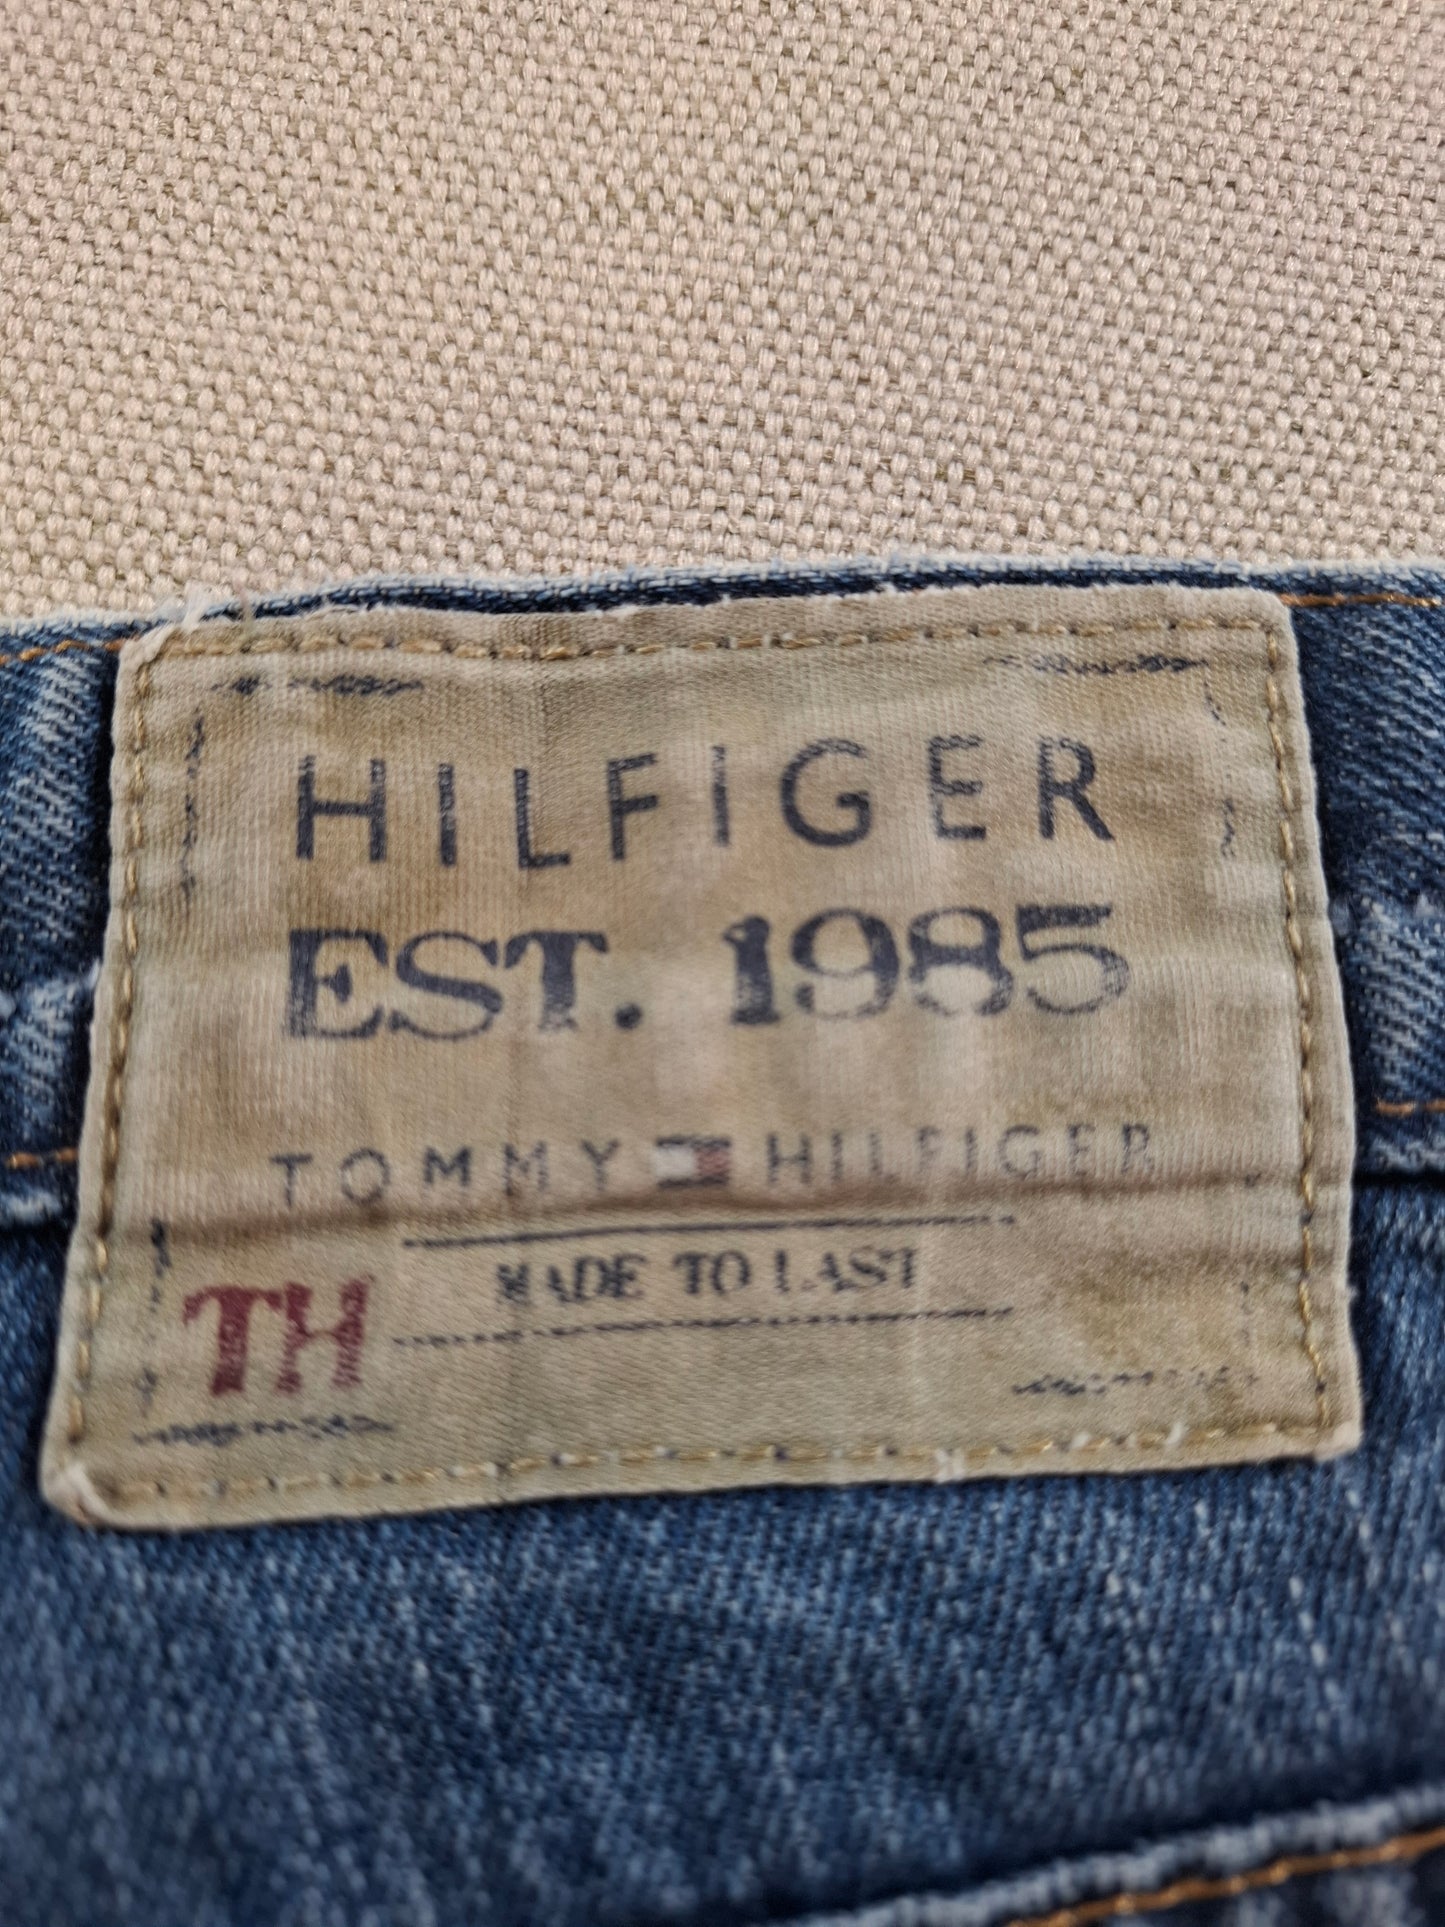 HILFIGER
EST. 1985
TOMMY HILFIGER
MADE TO LAST
TH